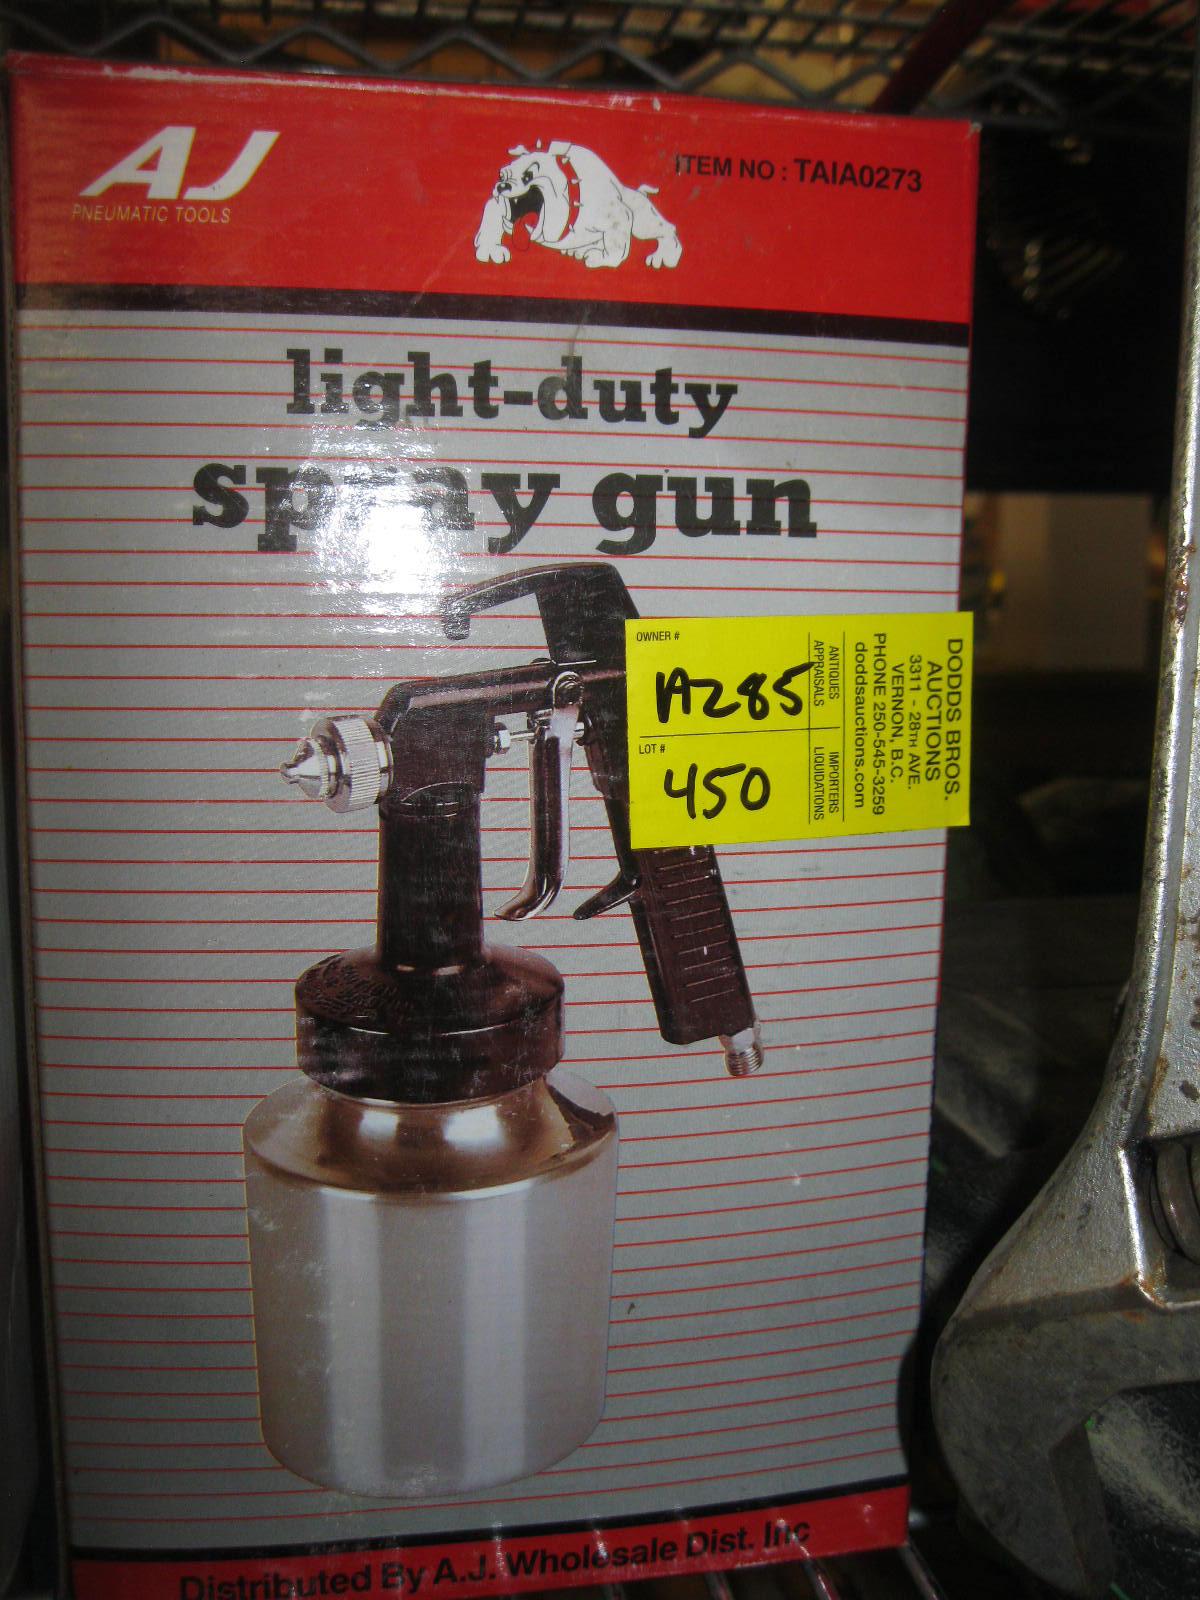 AJ
PNEUMATIC TOOLS
ITEM NO : TAIA0273
light-duty
spray gun
OWNER #
A285
LOT #
450
ANTIQUES
APPRAISALS
IMPORTERS
LIQUIDATIONS
DODDS BROS.
AUCTIONS
3311 - 28TH AVE.
VERNON, B.C.
PHONE 250-545-3259
doddsauctions.com
Distributed By A.J. Wholesale Dist. Inc